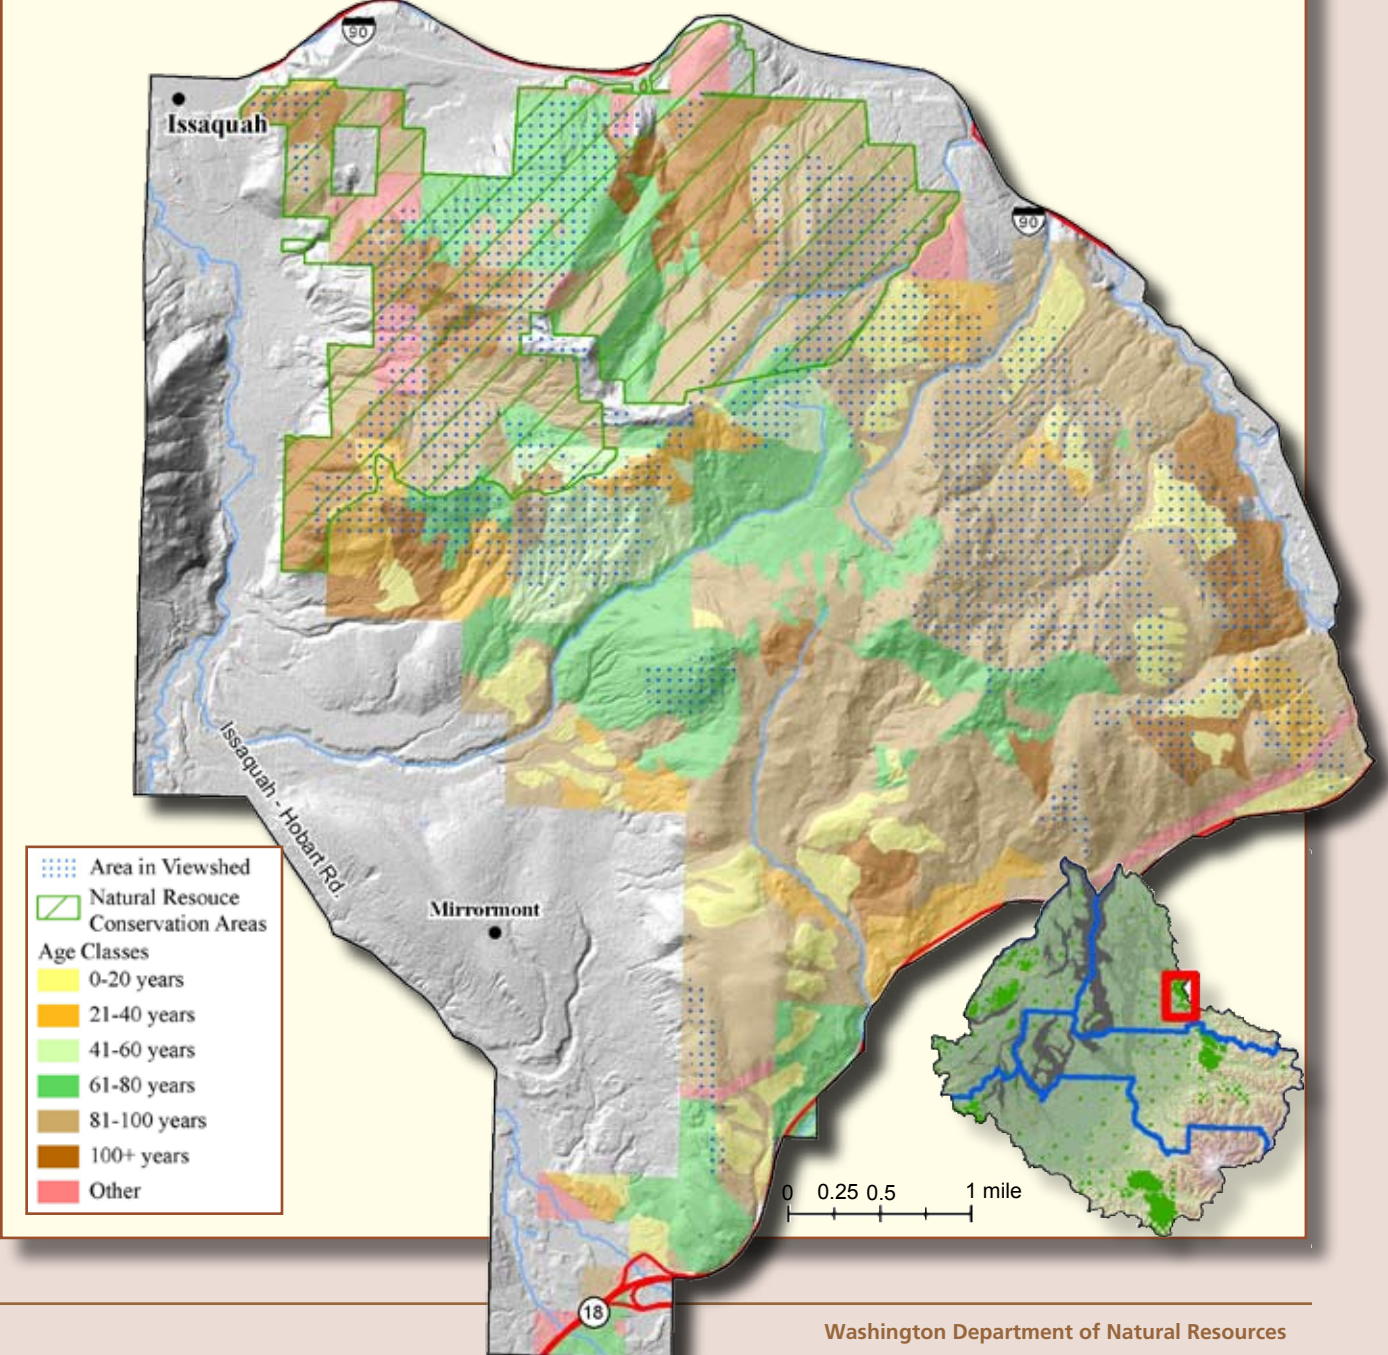 90
Issaquah
90
Issaquah - Hobart Rd.
Area in Viewshed
Natural Resouce
Conservation Areas
Age Classes
0-20 years
21-40 years
41-60 years
61-80 years
81-100 years
100+ years
Other
Mirrormont
0 0.25 0.5 1 mile
18
Washington Department of Natural Resources